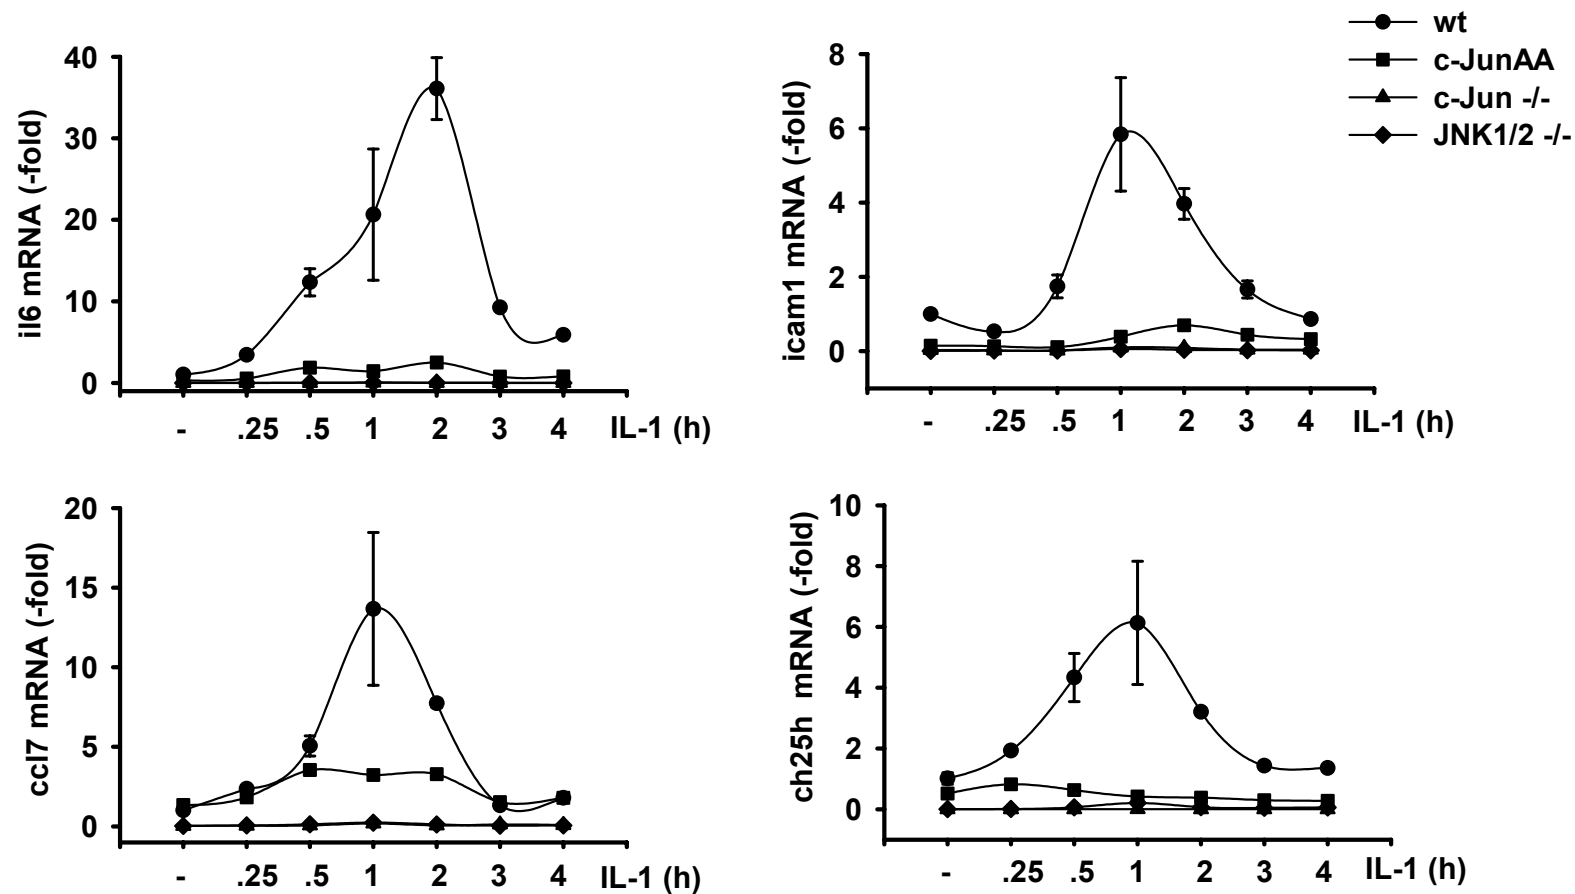 wt
c-JunAA
c-Jun -/-
JNK1/2 -/-
il6 mRNA (-fold)
40
30
20
10
0
- .25 .5 1 2 3 4 IL-1 (h)
icam1 mRNA (-fold)
8
6
4
2
0
- .25 .5 1 2 3 4 IL-1 (h)
ccl7 mRNA (-fold)
20
15
10
5
0
- .25 .5 1 2 3 4 IL-1 (h)
ch25h mRNA (-fold)
10
8
6
4
2
0
- .25 .5 1 2 3 4 IL-1 (h)